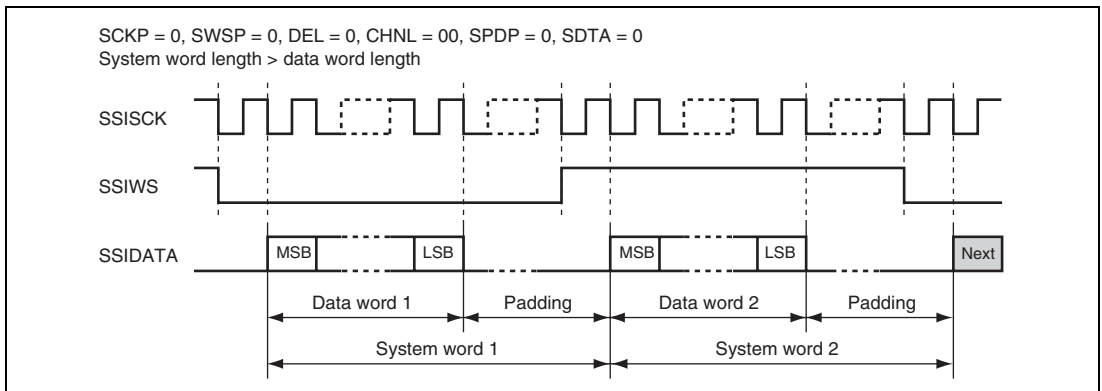 SCKP = 0, SWSP = 0, DEL = 0, CHNL = 00, SPDP = 0, SDTA = 0
System word length > data word length
SSISCK
SSIWS
SSIDATA
MSB
LSB
MSB
LSB
Next
Data word 1
Padding
Data word 2
Padding
System word 1
System word 2